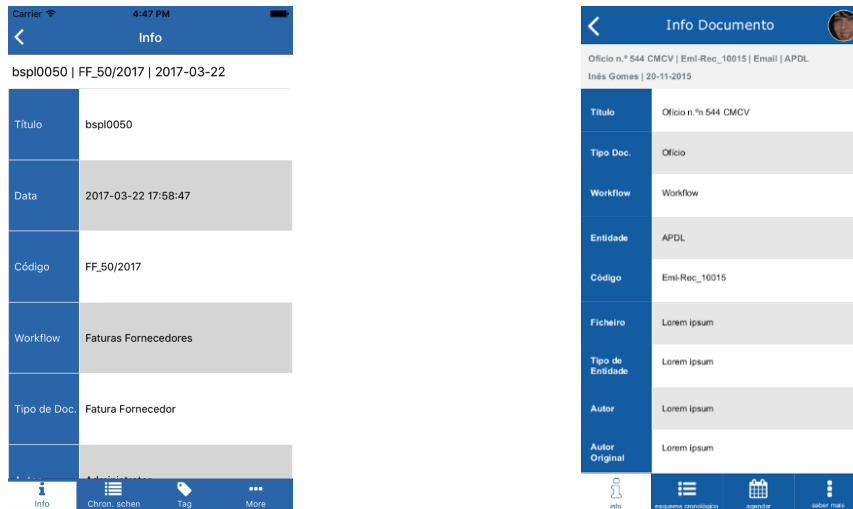 Carrier 4:47 PM
Info
bspl0050 | FF_50/2017 | 2017-03-22
Título bspl0050
Data 2017-03-22 17:58:47
Código FF_50/2017
Workflow Faturas Fornecedores
Tipo de Doc. Fatura Fornecedor
Info Chron. schen Tag More
Info Documento
Ofício n.º 544 CMCV | Eml-Rec_10015 | Email | APDL
Inés Gomes | 20-11-2015
Título Ofício n.ºn 544 CMCV
Tipo Doc. Ofício
Workflow Workflow
Entidade APDL
Código Eml-Rec_10015
Ficheiro Lorem ipsum
Tipo de Entidade Lorem ipsum
Autor Lorem ipsum
Autor Original Lorem ipsum
info esquema cronológico agendar saber mais